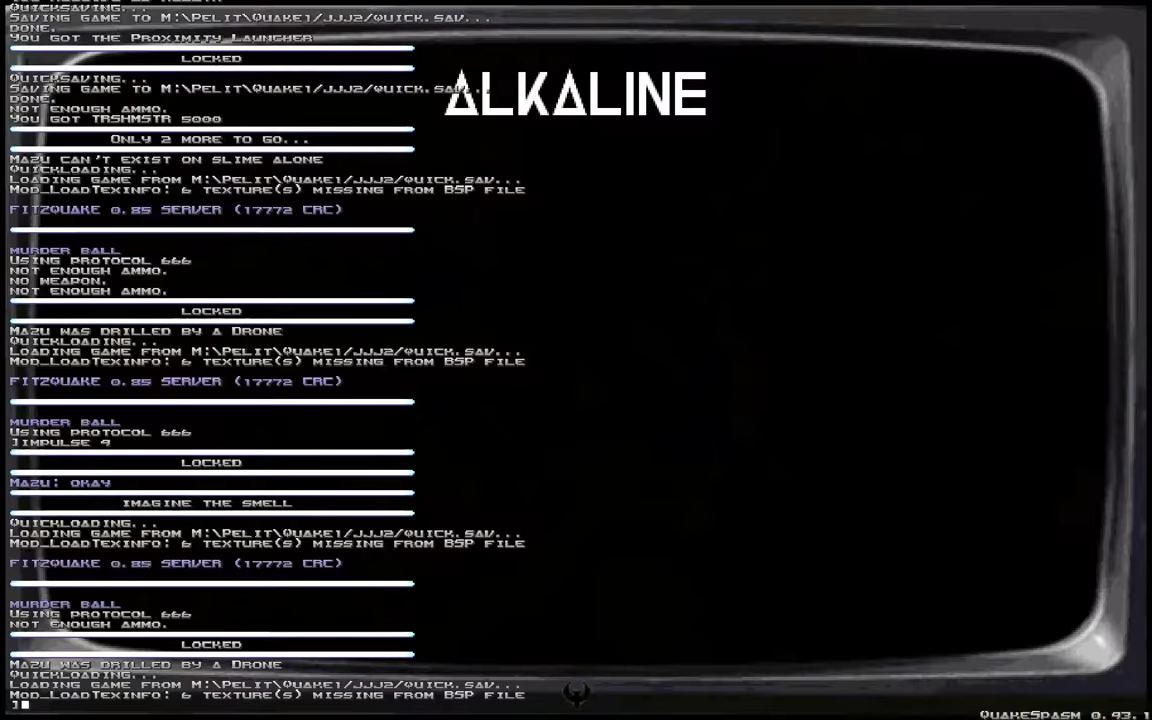 QUICKSAVING...
SAVING GAME TO M:\PELIT\QUAKE1/JJJ2/QUICK.SAV...
DONE.
YOU GOT THE PROXIMITY LAUNCHER
LOCKED
QUICKSAVING...
SAVING GAME TO M:\PELIT\QUAKE1/JJJ2/QUICK.SAV...
ALKALINE
DONE.
NOT ENOUGH AMMO.
YOU GOT TRSHMSTR 5000
ONLY 2 MORE TO GO...
MAZU CAN'T EXIST ON SLIME ALONE
QUICKLOADING...
LOADING GAME FROM M:\PELIT\QUAKE1/JJJ2/QUICK.SAV...
MOD_LOADTEXINFO: 6 TEXTURE(S) MISSING FROM BSP FILE
FITZQUAKE 0.85 SERVER (17772 CRC)
MURDER BALL
USING PROTOCOL 666
NOT ENOUGH AMMO.
NO WEAPON.
NOT ENOUGH AMMO.
LOCKED
MAZU WAS DRILLED BY A DRONE
QUICKLOADING...
LOADING GAME FROM M:\PELIT\QUAKE1/JJJ2/QUICK.SAV...
MOD_LOADTEXINFO: 6 TEXTURE(S) MISSING FROM BSP FILE
FITZQUAKE 0.85 SERVER (17772 CRC)
MURDER BALL
USING PROTOCOL 666
]IMPULSE 9
LOCKED
MAZU: OKAY
IMAGINE THE SMELL
QUICKLOADING...
LOADING GAME FROM M:\PELIT\QUAKE1/JJJ2/QUICK.SAV...
MOD_LOADTEXINFO: 6 TEXTURE(S) MISSING FROM BSP FILE
FITZQUAKE 0.85 SERVER (17772 CRC)
MURDER BALL
USING PROTOCOL 666
NOT ENOUGH AMMO.
LOCKED
MAZU WAS DRILLED BY A DRONE
QUICKLOADING...
LOADING GAME FROM M:\PELIT\QUAKE1/JJJ2/QUICK.SAV...
MOD_LOADTEXINFO: 6 TEXTURE(S) MISSING FROM BSP FILE
]
QUAKESPASM 0.93.1